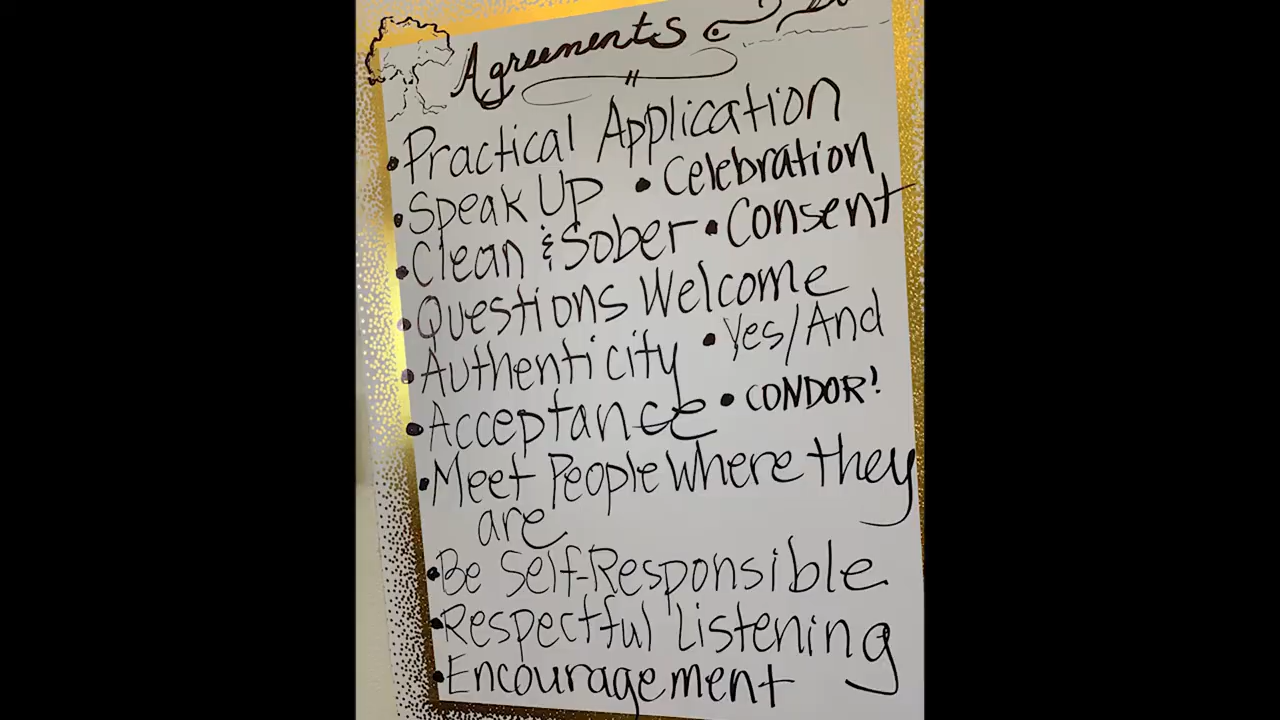 Agreements
• Practical Application
• Speak Up • Celebration
• Clean & Sober • Consent
• Questions Welcome
• Authenticity • Yes/And
• Acceptance • CONDOR!
• Meet People Where they
are
• Be Self-Responsible
• Respectful Listening
• Encouragement